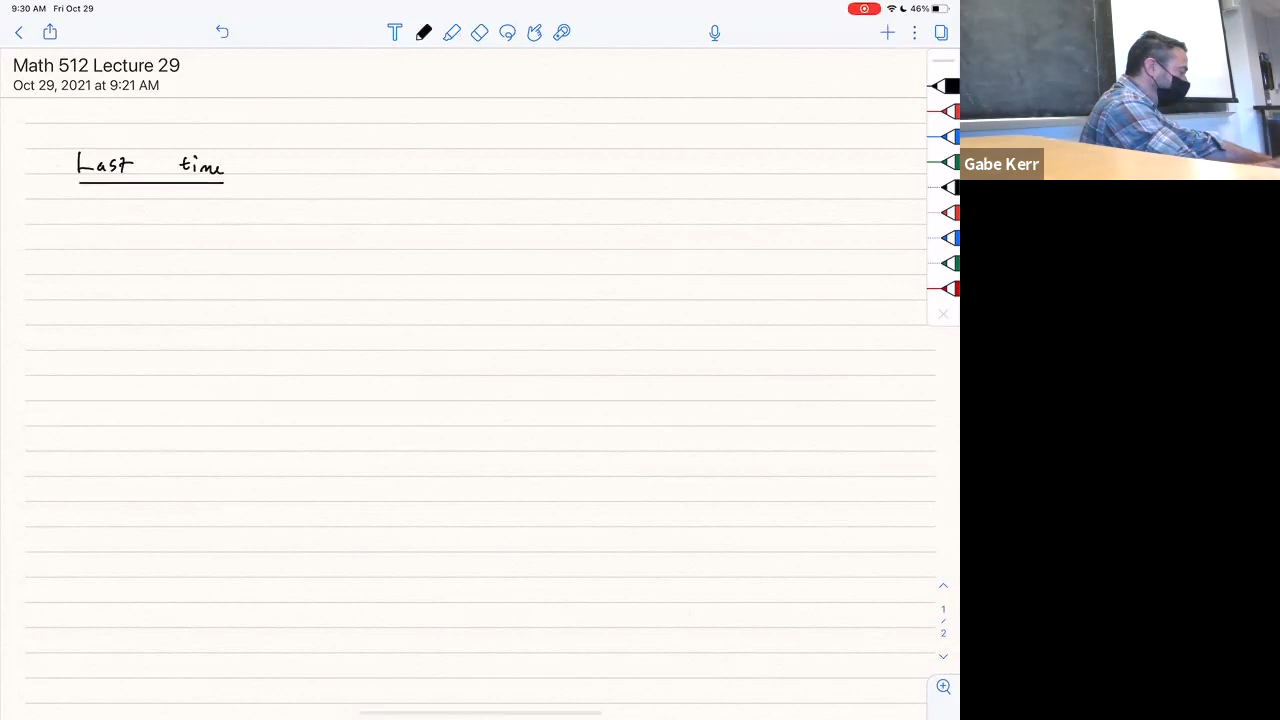 9:30 AM Fri Oct 29
46%
T
Math 512 Lecture 29
Oct 29, 2021 at 9:21 AM
Last time
Gabe Kerr
1
2